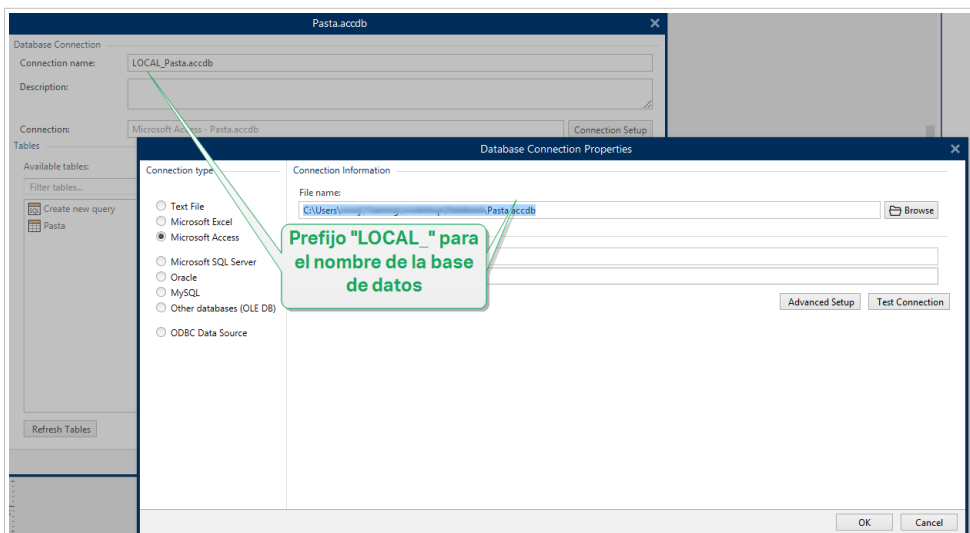 Pasta.accdb
Database Connection
Connection name:
LOCAL_Pasta.accdb
Description:
Connection:
Microsoft Access - Pasta.accdb
Connection Setup
Tables
Available tables:
Filter tables...
Create new query
Pasta
Refresh Tables
Database Connection Properties
Connection type
Text File
Microsoft Excel
Microsoft Access
Microsoft SQL Server
Oracle
MySQL
Other databases (OLE DB)
ODBC Data Source
Connection Information
File name:
C:\Users\ \Pasta.accdb
Browse
Prefijo "LOCAL_" para
el nombre de la base
de datos
Advanced Setup
Test Connection
OK
Cancel